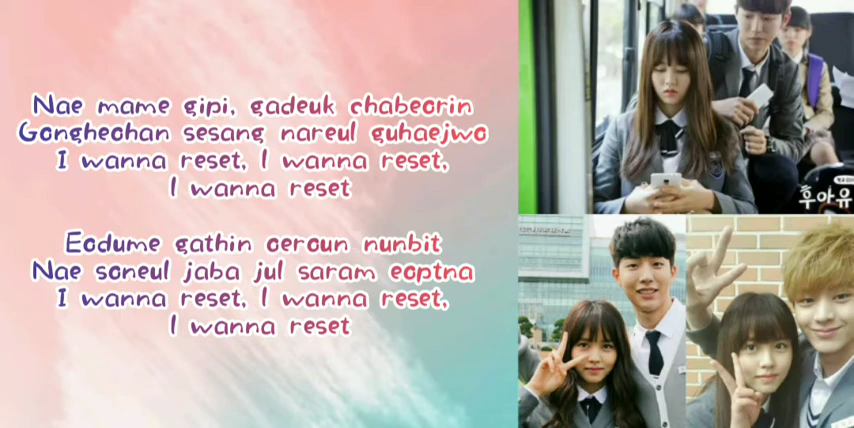 Nae mame gipi, gadeuk chabeorin
Gongheohan sesang nareul guhaejwo
I wanna reset, I wanna reset,
I wanna reset
Eodume gathin oeroun nunbit
Nae soneul jaba jul saram eoptna
I wanna reset, I wanna reset,
I wanna reset
후아유